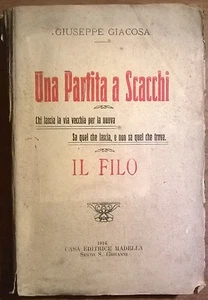 GIUSEPPE GIACOSA
Una Partita a Scacchi
Chi lascia la via vecchia per la nuova
Sa quel che lascia, e non sa quel che trova.
IL FILO
1914
CASA EDITRICE MADELLA
SESTO S. GIOVANNI